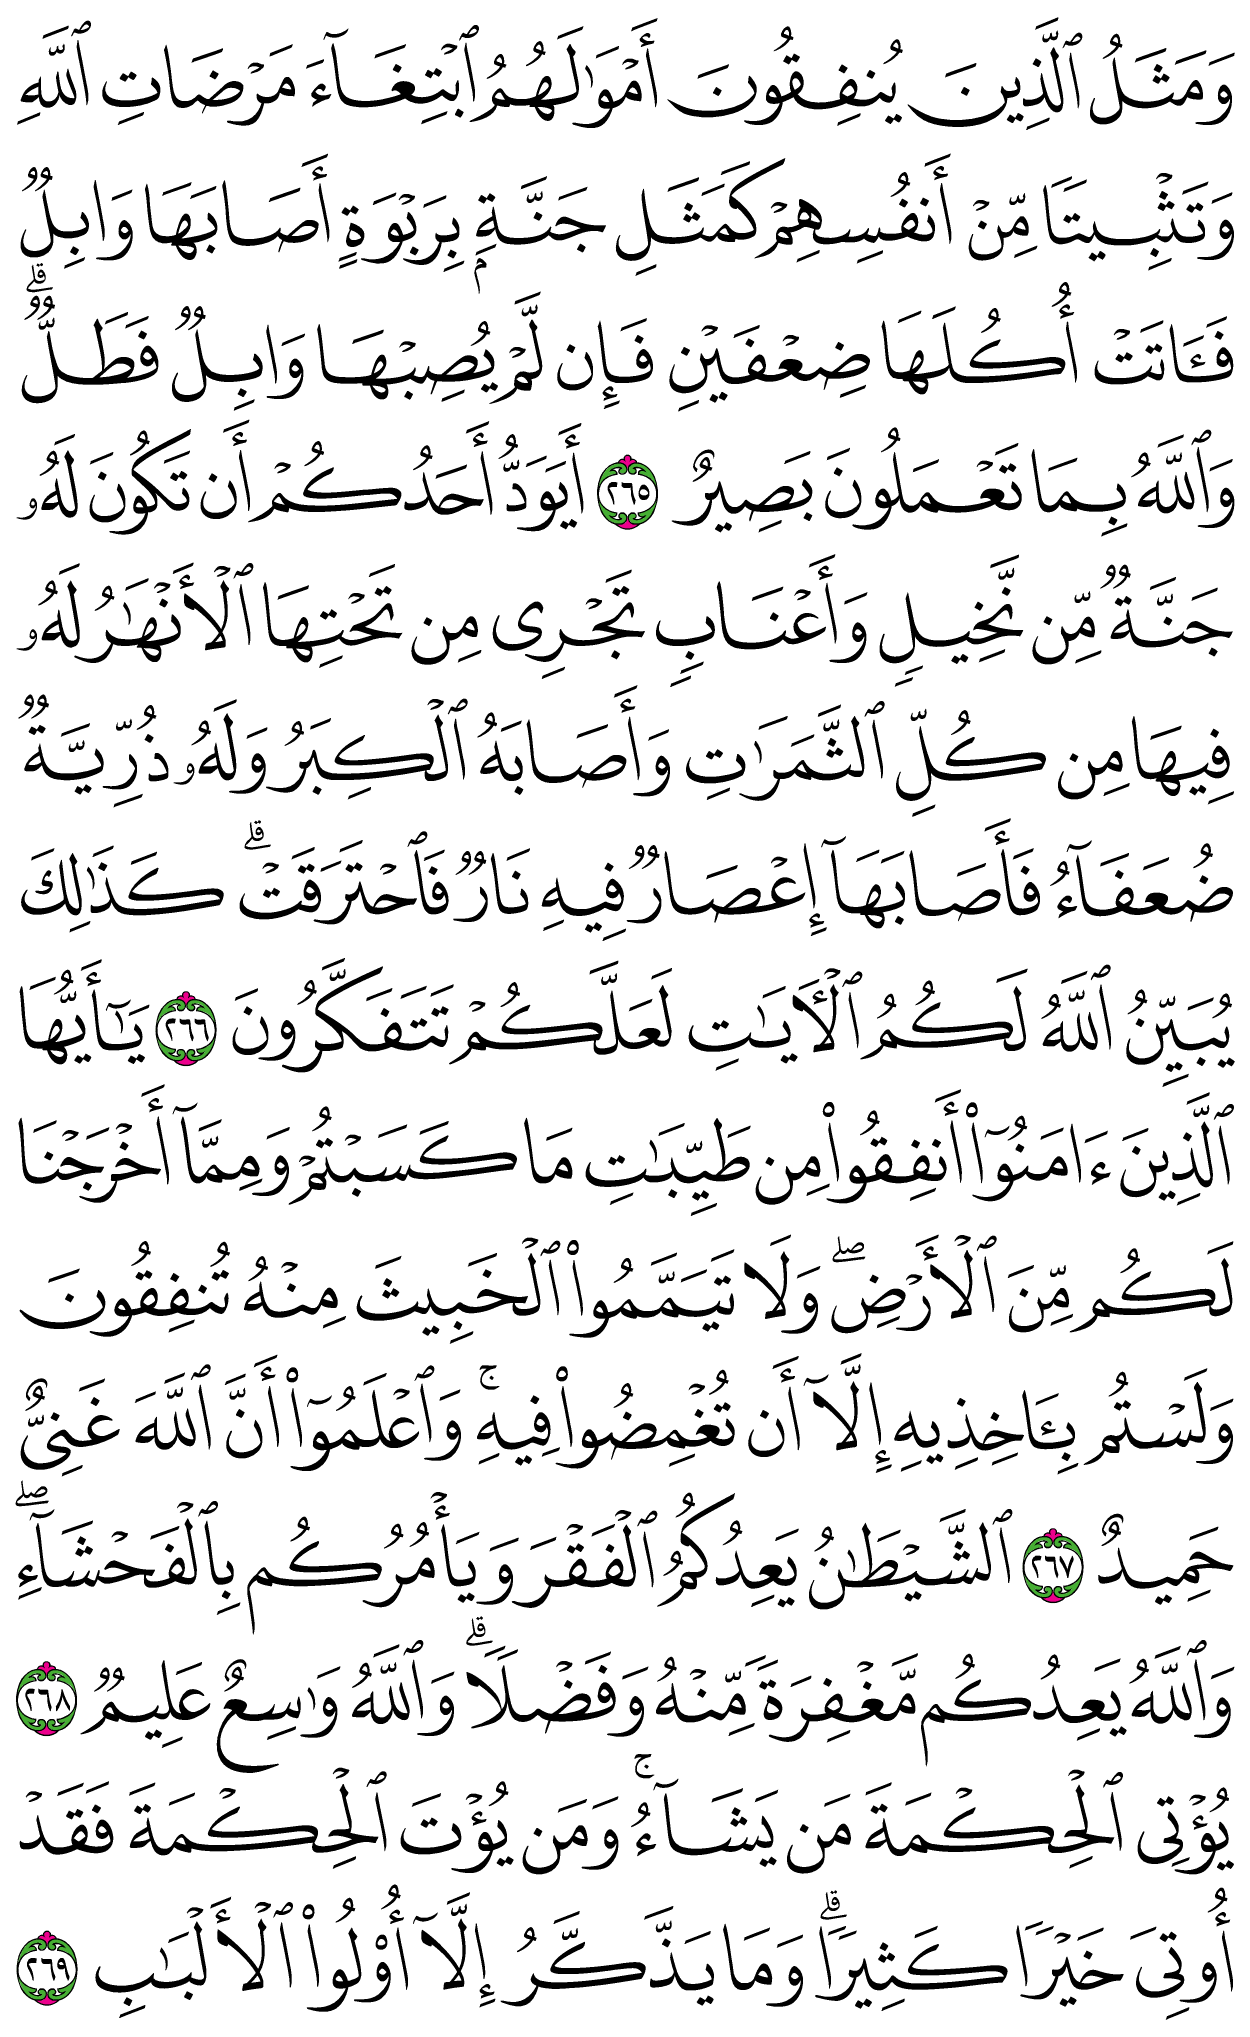 وَمَثَلُ ٱلَّذِينَ يُنفِقُونَ أَمۡوَٰلَهُمُ ٱبۡتِغَآءَ مَرۡضَاتِ ٱللَّهِ
وَتَثۡبِيتٗا مِّنۡ أَنفُسِهِمۡ كَمَثَلِ جَنَّةِۭ بِرَبۡوَةٍ أَصَابَهَا وَابِلٞ
فَـَٔاتَتۡ أُكُلَهَا ضِعۡفَيۡنِ فَإِن لَّمۡ يُصِبۡهَا وَابِلٞ فَطَلّٞۗ
وَٱللَّهُ بِمَا تَعۡمَلُونَ بَصِيرٌ ٢٦٥ أَيَوَدُّ أَحَدُكُمۡ أَن تَكُونَ لَهُۥ
جَنَّةٞ مِّن نَّخِيلٖ وَأَعۡنَابٖ تَجۡرِي مِن تَحۡتِهَا ٱلۡأَنۡهَٰرُ لَهُۥ
فِيهَا مِن كُلِّ ٱلثَّمَرَٰتِ وَأَصَابَهُ ٱلۡكِبَرُ وَلَهُۥ ذُرِّيَّةٞ
ضُعَفَآءُ فَأَصَابَهَآ إِعۡصَارٞ فِيهِ نَارٞ فَٱحۡتَرَقَتۡۗ كَذَٰلِكَ
يُبَيِّنُ ٱللَّهُ لَكُمُ ٱلۡأٓيَٰتِ لَعَلَّكُمۡ تَتَفَكَّرُونَ ٢٦٦ يَٰٓأَيُّهَا
ٱلَّذِينَ ءَامَنُوٓاْ أَنفِقُواْ مِن طَيِّبَٰتِ مَا كَسَبۡتُمۡ وَمِمَّآ أَخۡرَجۡنَا
لَكُم مِّنَ ٱلۡأَرۡضِۖ وَلَا تَيَمَّمُواْ ٱلۡخَبِيثَ مِنۡهُ تُنفِقُونَ
وَلَسۡتُم بِـَٔاخِذِيهِ إِلَّآ أَن تُغۡمِضُواْ فِيهِۚ وَٱعۡلَمُوٓاْ أَنَّ ٱللَّهَ غَنِيٌّ
حَمِيدٌ ٢٦٧ ٱلشَّيۡطَٰنُ يَعِدُكُمُ ٱلۡفَقۡرَ وَيَأۡمُرُكُم بِٱلۡفَحۡشَآءِۖ
وَٱللَّهُ يَعِدُكُم مَّغۡفِرَةٗ مِّنۡهُ وَفَضۡلٗاۗ وَٱللَّهُ وَٰسِعٌ عَلِيمٞ ٢٦٨
يُؤۡتِي ٱلۡحِكۡمَةَ مَن يَشَآءُۚ وَمَن يُؤۡتَ ٱلۡحِكۡمَةَ فَقَدۡ
أُوتِيَ خَيۡرٗا كَثِيرٗاۗ وَمَا يَذَّكَّرُ إِلَّآ أُوْلُواْ ٱلۡأَلۡبَٰبِ ٢٦٩